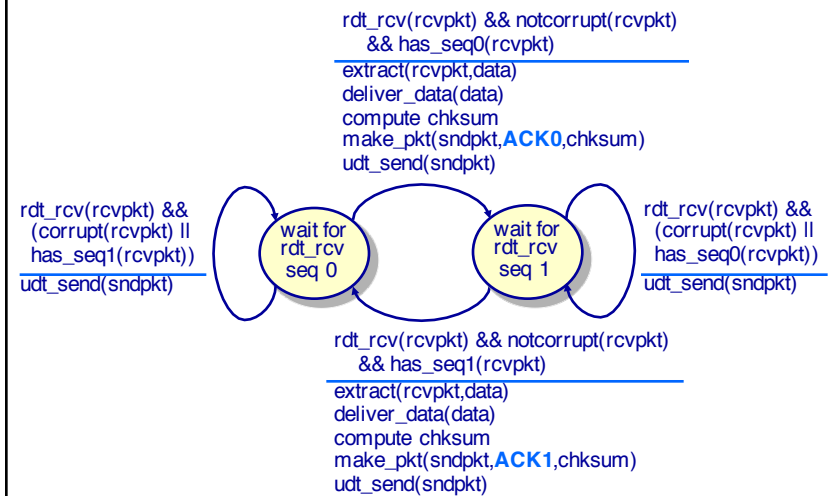 rdt_rcv(rcvpkt) && notcorrupt(rcvpkt)
&& has_seq0(rcvpkt)
extract(rcvpkt,data)
deliver_data(data)
compute chksum
make_pkt(sndpkt,ACK0,chksum)
udt_send(sndpkt)
rdt_rcv(rcvpkt) &&
(corrupt(rcvpkt) ||
has_seq1(rcvpkt))
udt_send(sndpkt)
wait for
rdt_rcv
seq 0
wait for
rdt_rcv
seq 1
rdt_rcv(rcvpkt) &&
(corrupt(rcvpkt) ||
has_seq0(rcvpkt))
udt_send(sndpkt)
rdt_rcv(rcvpkt) && notcorrupt(rcvpkt)
&& has_seq1(rcvpkt)
extract(rcvpkt,data)
deliver_data(data)
compute chksum
make_pkt(sndpkt,ACK1,chksum)
udt_send(sndpkt)